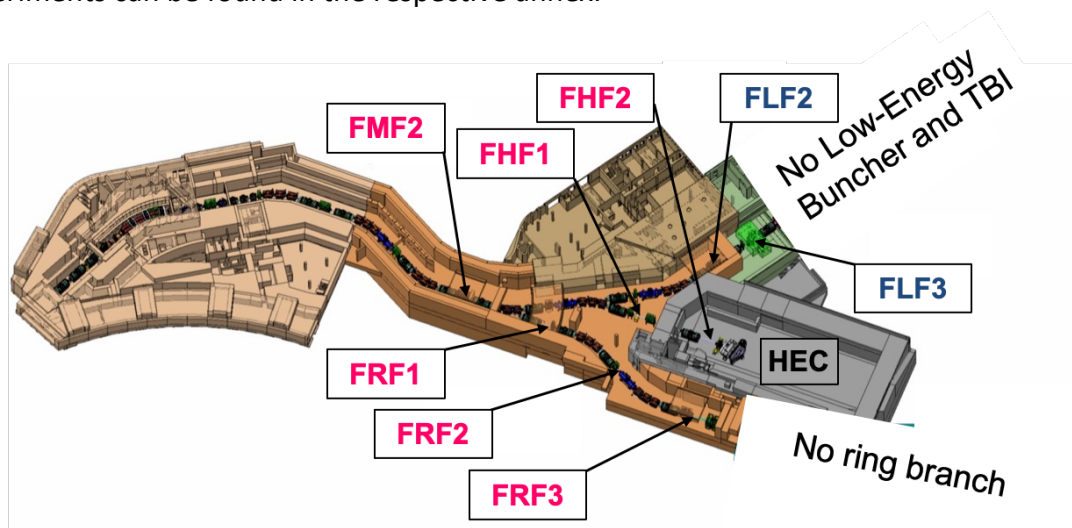 FHF2
FLF2
No Low-Energy
Buncher and TBI
FMF2
FHF1
FLF3
HEC
FRF1
FRF2
FRF3
No ring branch